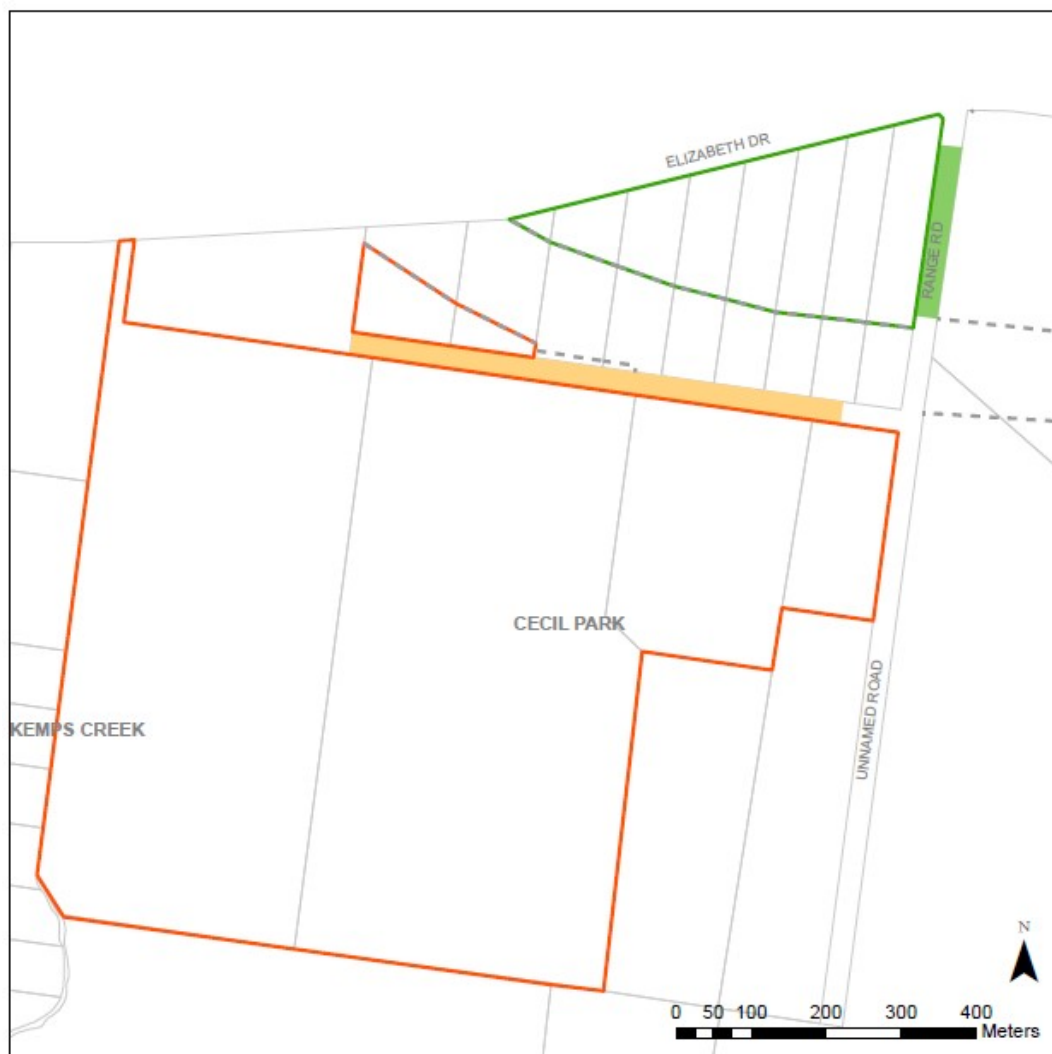 ELIZABETH DR
RANGE RD
CECIL PARK
UNNAMED ROAD
KEMPS CREEK
N
0 50 100 200 300 400
Meters